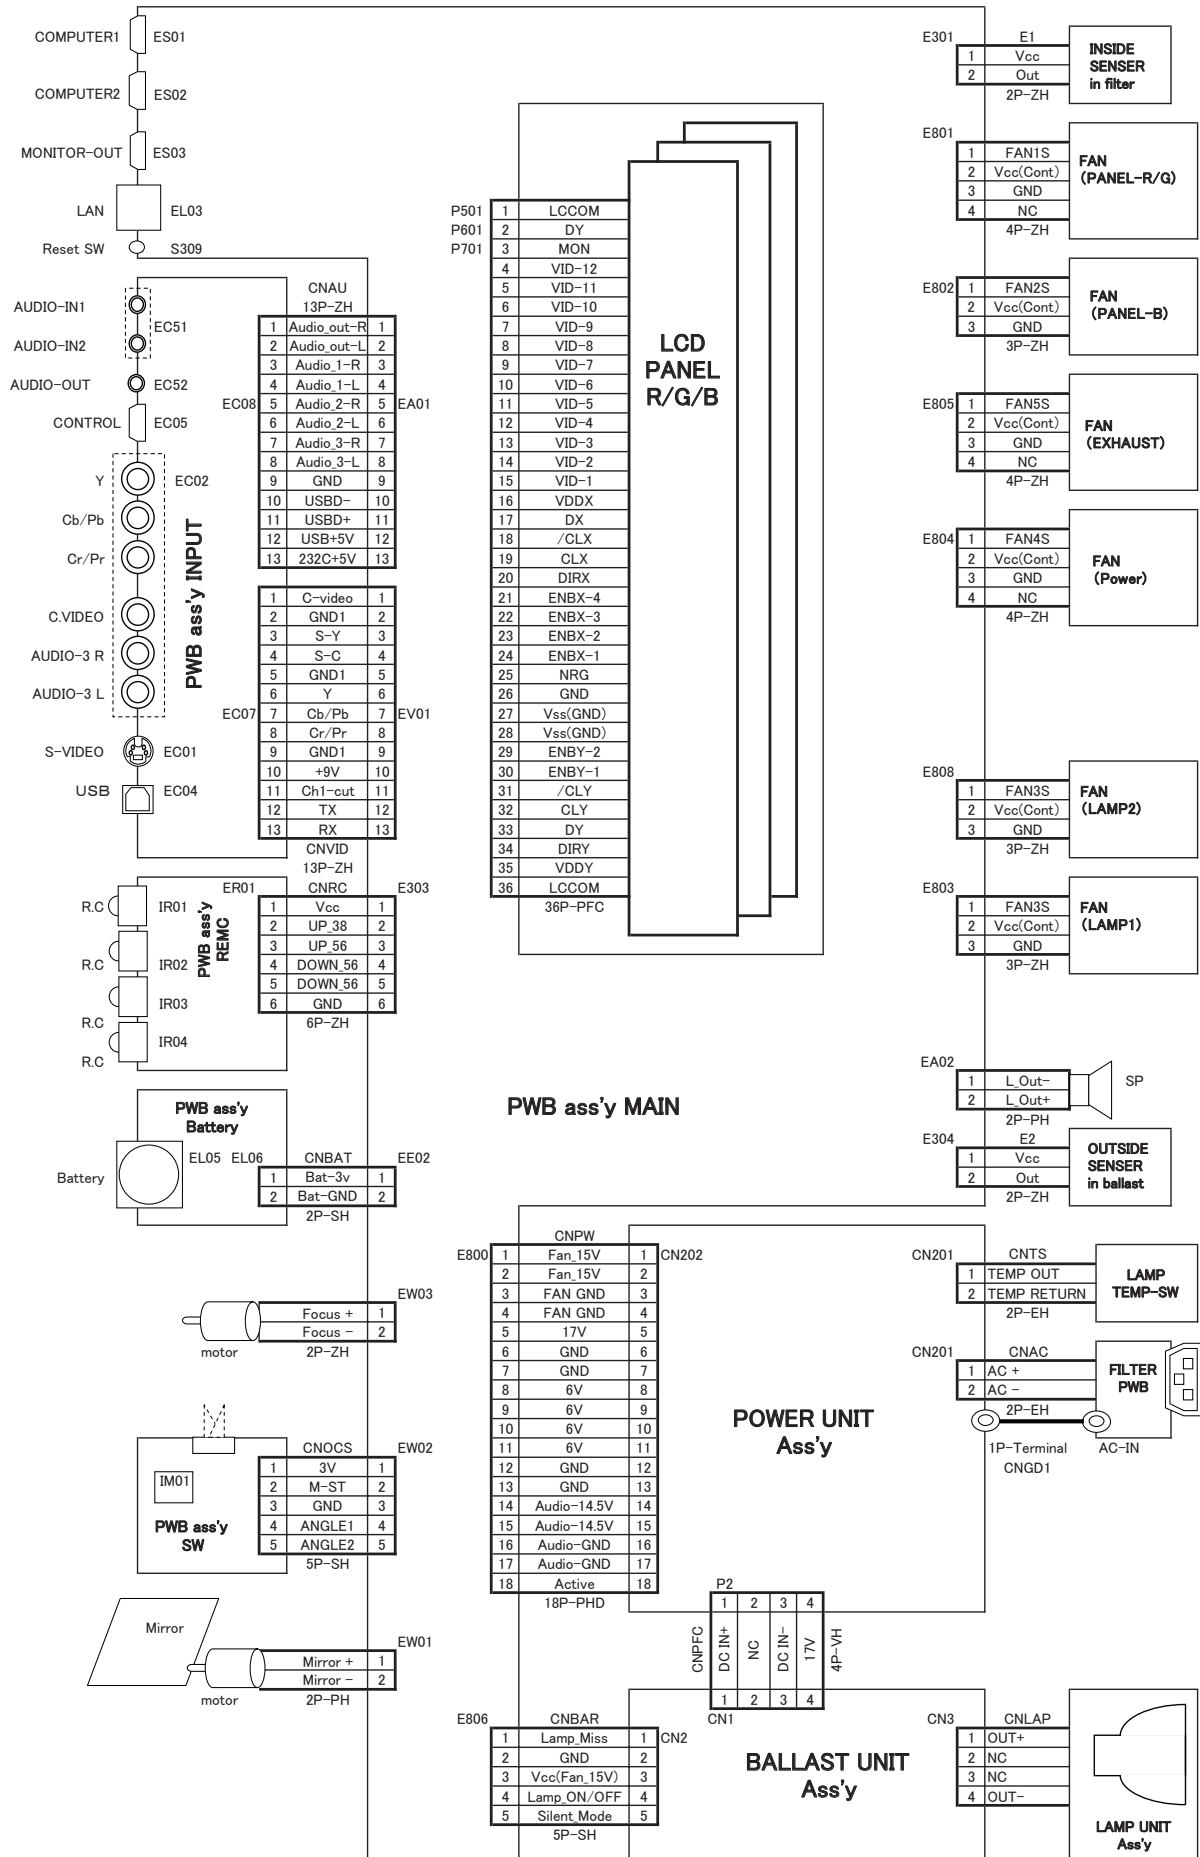 COMPUTER1 ES01
COMPUTER2 ES02
MONITOR-OUT ES03
LAN EL03
Reset SW S309
AUDIO-IN1
EC51
AUDIO-IN2
AUDIO-OUT EC52
CONTROL EC05
Y EC02
Cb/Pb
Cr/Pr
C.VIDEO
AUDIO-3 R
AUDIO-3 L
S-VIDEO EC01
USB EC04
PWB ass'y INPUT
CNAU
13P-ZH
EC08 EA01
1 Audio_out-R 1
2 Audio_out-L 2
3 Audio_1-R 3
4 Audio_1-L 4
5 Audio_2-R 5
6 Audio_2-L 6
7 Audio_3-R 7
8 Audio_3-L 8
9 GND 9
10 USBD- 10
11 USBD+ 11
12 USB+5V 12
13 232C+5V 13
EC07 EV01
1 C-video 1
2 GND1 2
3 S-Y 3
4 S-C 4
5 GND1 5
6 Y 6
7 Cb/Pb 7
8 Cr/Pr 8
9 GND1 9
10 +9V 10
11 Ch1-cut 11
12 TX 12
13 RX 13
CNVID
13P-ZH
R.C IR01
R.C IR02
R.C IR03
R.C IR04
PWB ass'y
REMC
ER01 CNRC E303
1 Vcc 1
2 UP_38 2
3 UP_56 3
4 DOWN_56 4
5 DOWN_56 5
6 GND 6
6P-ZH
PWB ass'y
Battery
Battery
EL05 EL06 CNBAT EE02
1 Bat-3v 1
2 Bat-GND 2
2P-SH
EW03
Focus + 1
Focus - 2
motor 2P-ZH
IM01
PWB ass'y
SW
CNOCS EW02
1 3V 1
2 M-ST 2
3 GND 3
4 ANGLE1 4
5 ANGLE2 5
5P-SH
Mirror
EW01
Mirror + 1
Mirror - 2
motor 2P-PH
P501 1 LCCOM
P601 2 DY
P701 3 MON
4 VID-12
5 VID-11
6 VID-10
7 VID-9
8 VID-8
9 VID-7
10 VID-6
11 VID-5
12 VID-4
13 VID-3
14 VID-2
15 VID-1
16 VDDX
17 DX
18 /CLX
19 CLX
20 DIRX
21 ENBX-4
22 ENBX-3
23 ENBX-2
24 ENBX-1
25 NRG
26 GND
27 Vss(GND)
28 Vss(GND)
29 ENBY-2
30 ENBY-1
31 /CLY
32 CLY
33 DY
34 DIRY
35 VDDY
36 LCCOM
36P-PFC
LCD
PANEL
R/G/B
PWB ass'y MAIN
CNPW
E800 CN202
1 Fan_15V 1
2 Fan_15V 2
3 FAN GND 3
4 FAN GND 4
5 17V 5
6 GND 6
7 GND 7
8 6V 8
9 6V 9
10 6V 10
11 6V 11
12 GND 12
13 GND 13
14 Audio-14.5V 14
15 Audio-14.5V 15
16 Audio-GND 16
17 Audio-GND 17
18 Active 18
18P-PHD
POWER UNIT
Ass'y
P2
1 2 3 4
CNPFC
DC IN+
NC
DC IN-
17V
4P-VH
1 2 3 4
CN1
E806 CNBAR
1 Lamp_Miss 1 CN2
2 GND 2
3 Vcc(Fan_15V) 3
4 Lamp_ON/OFF 4
5 Silent_Mode 5
5P-SH
BALLAST UNIT
Ass'y
E301 E1
1 Vcc
2 Out
2P-ZH
INSIDE
SENSER
in filter
E801
1 FAN1S
2 Vcc(Cont)
3 GND
4 NC
4P-ZH
FAN
(PANEL-R/G)
E802
1 FAN2S
2 Vcc(Cont)
3 GND
3P-ZH
FAN
(PANEL-B)
E805
1 FAN5S
2 Vcc(Cont)
3 GND
4 NC
4P-ZH
FAN
(EXHAUST)
E804
1 FAN4S
2 Vcc(Cont)
3 GND
4 NC
4P-ZH
FAN
(Power)
E808
1 FAN3S
2 Vcc(Cont)
3 GND
3P-ZH
FAN
(LAMP2)
E803
1 FAN3S
2 Vcc(Cont)
3 GND
3P-ZH
FAN
(LAMP1)
EA02
1 L_Out-
2 L_Out+
2P-PH
SP
E304 E2
1 Vcc
2 Out
2P-ZH
OUTSIDE
SENSER
in ballast
CN201 CNTS
1 TEMP OUT
2 TEMP RETURN
2P-EH
LAMP
TEMP-SW
CN201 CNAC
1 AC +
2 AC -
2P-EH
FILTER
PWB
1P-Terminal AC-IN
CNGD1
CN3 CNLAP
1 OUT+
2 NC
3 NC
4 OUT-
LAMP UNIT
Ass'y